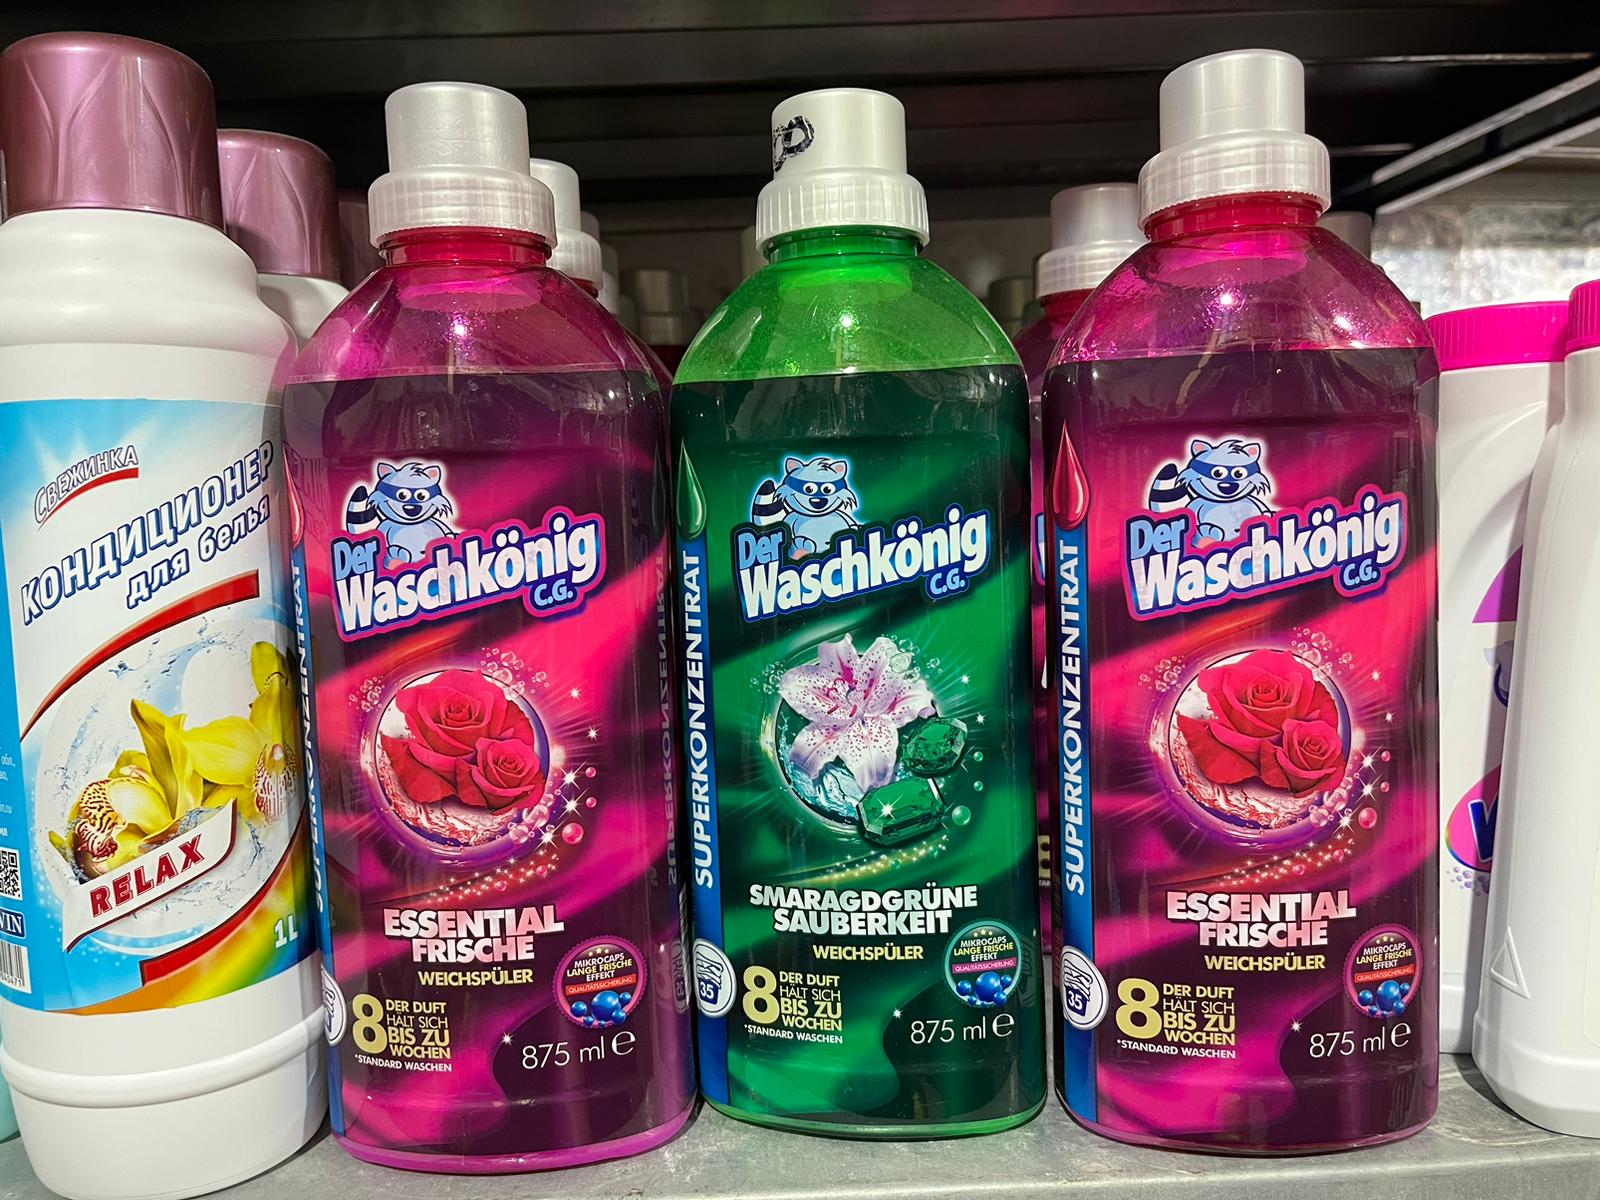 СВЕЖИНКА
КОНДИЦИОНЕР
для белья
RELAX
1L
SUPERKONZENTRAT
Der
Waschkönig
C.G.
ESSENTIAL
FRISCHE
WEICHSPÜLER
8 DER DUFT
HÄLT SICH
BIS ZU
WOCHEN
*STANDARD WASCHEN
MIKROCAPS
LANGE FRISCHE
EFFEKT
QUALITÄTSSICHERUNG
875 ml e
SUPERKONZENTRAT
Der
Waschkönig
C.G.
SMARAGDGRÜNE
SAUBERKEIT
WEICHSPÜLER
35
8 DER DUFT
HÄLT SICH
BIS ZU
WOCHEN
*STANDARD WASCHEN
MIKROCAPS
LANGE FRISCHE
EFFEKT
QUALITÄTSSICHERUNG
875 ml e
SUPERKONZENTRAT
Der
Waschkönig
C.G.
ESSENTIAL
FRISCHE
WEICHSPÜLER
35
8 DER DUFT
HÄLT SICH
BIS ZU
WOCHEN
*STANDARD WASCHEN
MIKROCAPS
LANGE FRISCHE
EFFEKT
QUALITÄTSSICHERUNG
875 ml e